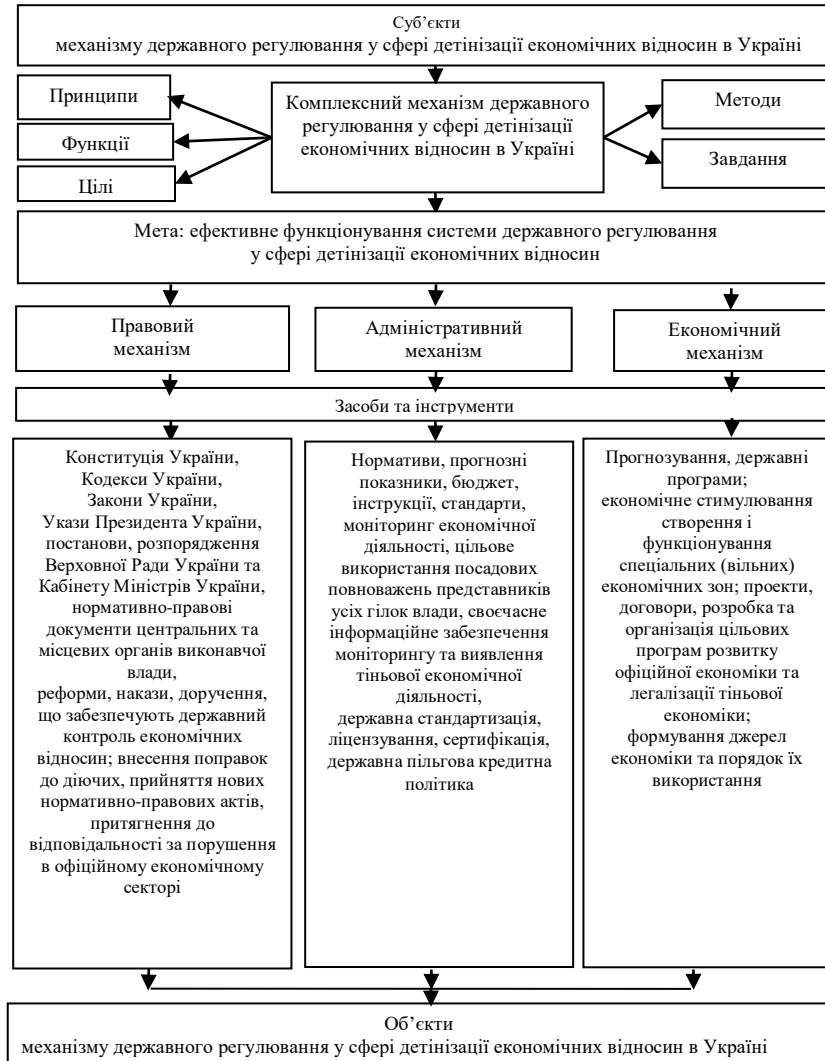 Суб’єкти
механізму державного регулювання у сфері детінізації економічних відносин в Україні
Принципи
Функції
Цілі
Комплексний механізм державного
регулювання у сфері детінізації
економічних відносин в Україні
Методи
Завдання
Мета: ефективне функціонування системи державного регулювання
у сфері детінізації економічних відносин
Правовий
механізм
Адміністративний
механізм
Економічний
механізм
Засоби та інструменти
Конституція України,
Кодекси України,
Закони України,
Укази Президента України,
постанови, розпорядження
Верховної Ради України та
Кабінету Міністрів України,
нормативно-правові
документи центральних та
місцевих органів виконавчої
влади,
реформи, накази, доручення,
що забезпечують державний
контроль економічних
відносин; внесення поправок
до діючих, прийняття нових
нормативно-правових актів,
притягнення до
відповідальності за порушення
в офіційному економічному
секторі
Нормативи, прогнозні
показники, бюджет,
інструкції, стандарти,
моніторинг економічної
діяльності, цільове
використання посадових
повноважень представників
усіх гілок влади, своєчасне
інформаційне забезпечення
моніторингу та виявлення
тіньової економічної
діяльності,
державна стандартизація,
ліцензування, сертифікація,
державна пільгова кредитна
політика
Прогнозування, державні
програми;
економічне стимулювання
створення і
функціонування
спеціальних (вільних)
економічних зон; проекти,
договори, розробка та
організація цільових
програм розвитку
офіційної економіки та
легалізації тіньової
економіки;
формування джерел
економіки та порядок їх
використання
Об’єкти
механізму державного регулювання у сфері детінізації економічних відносин в Україні